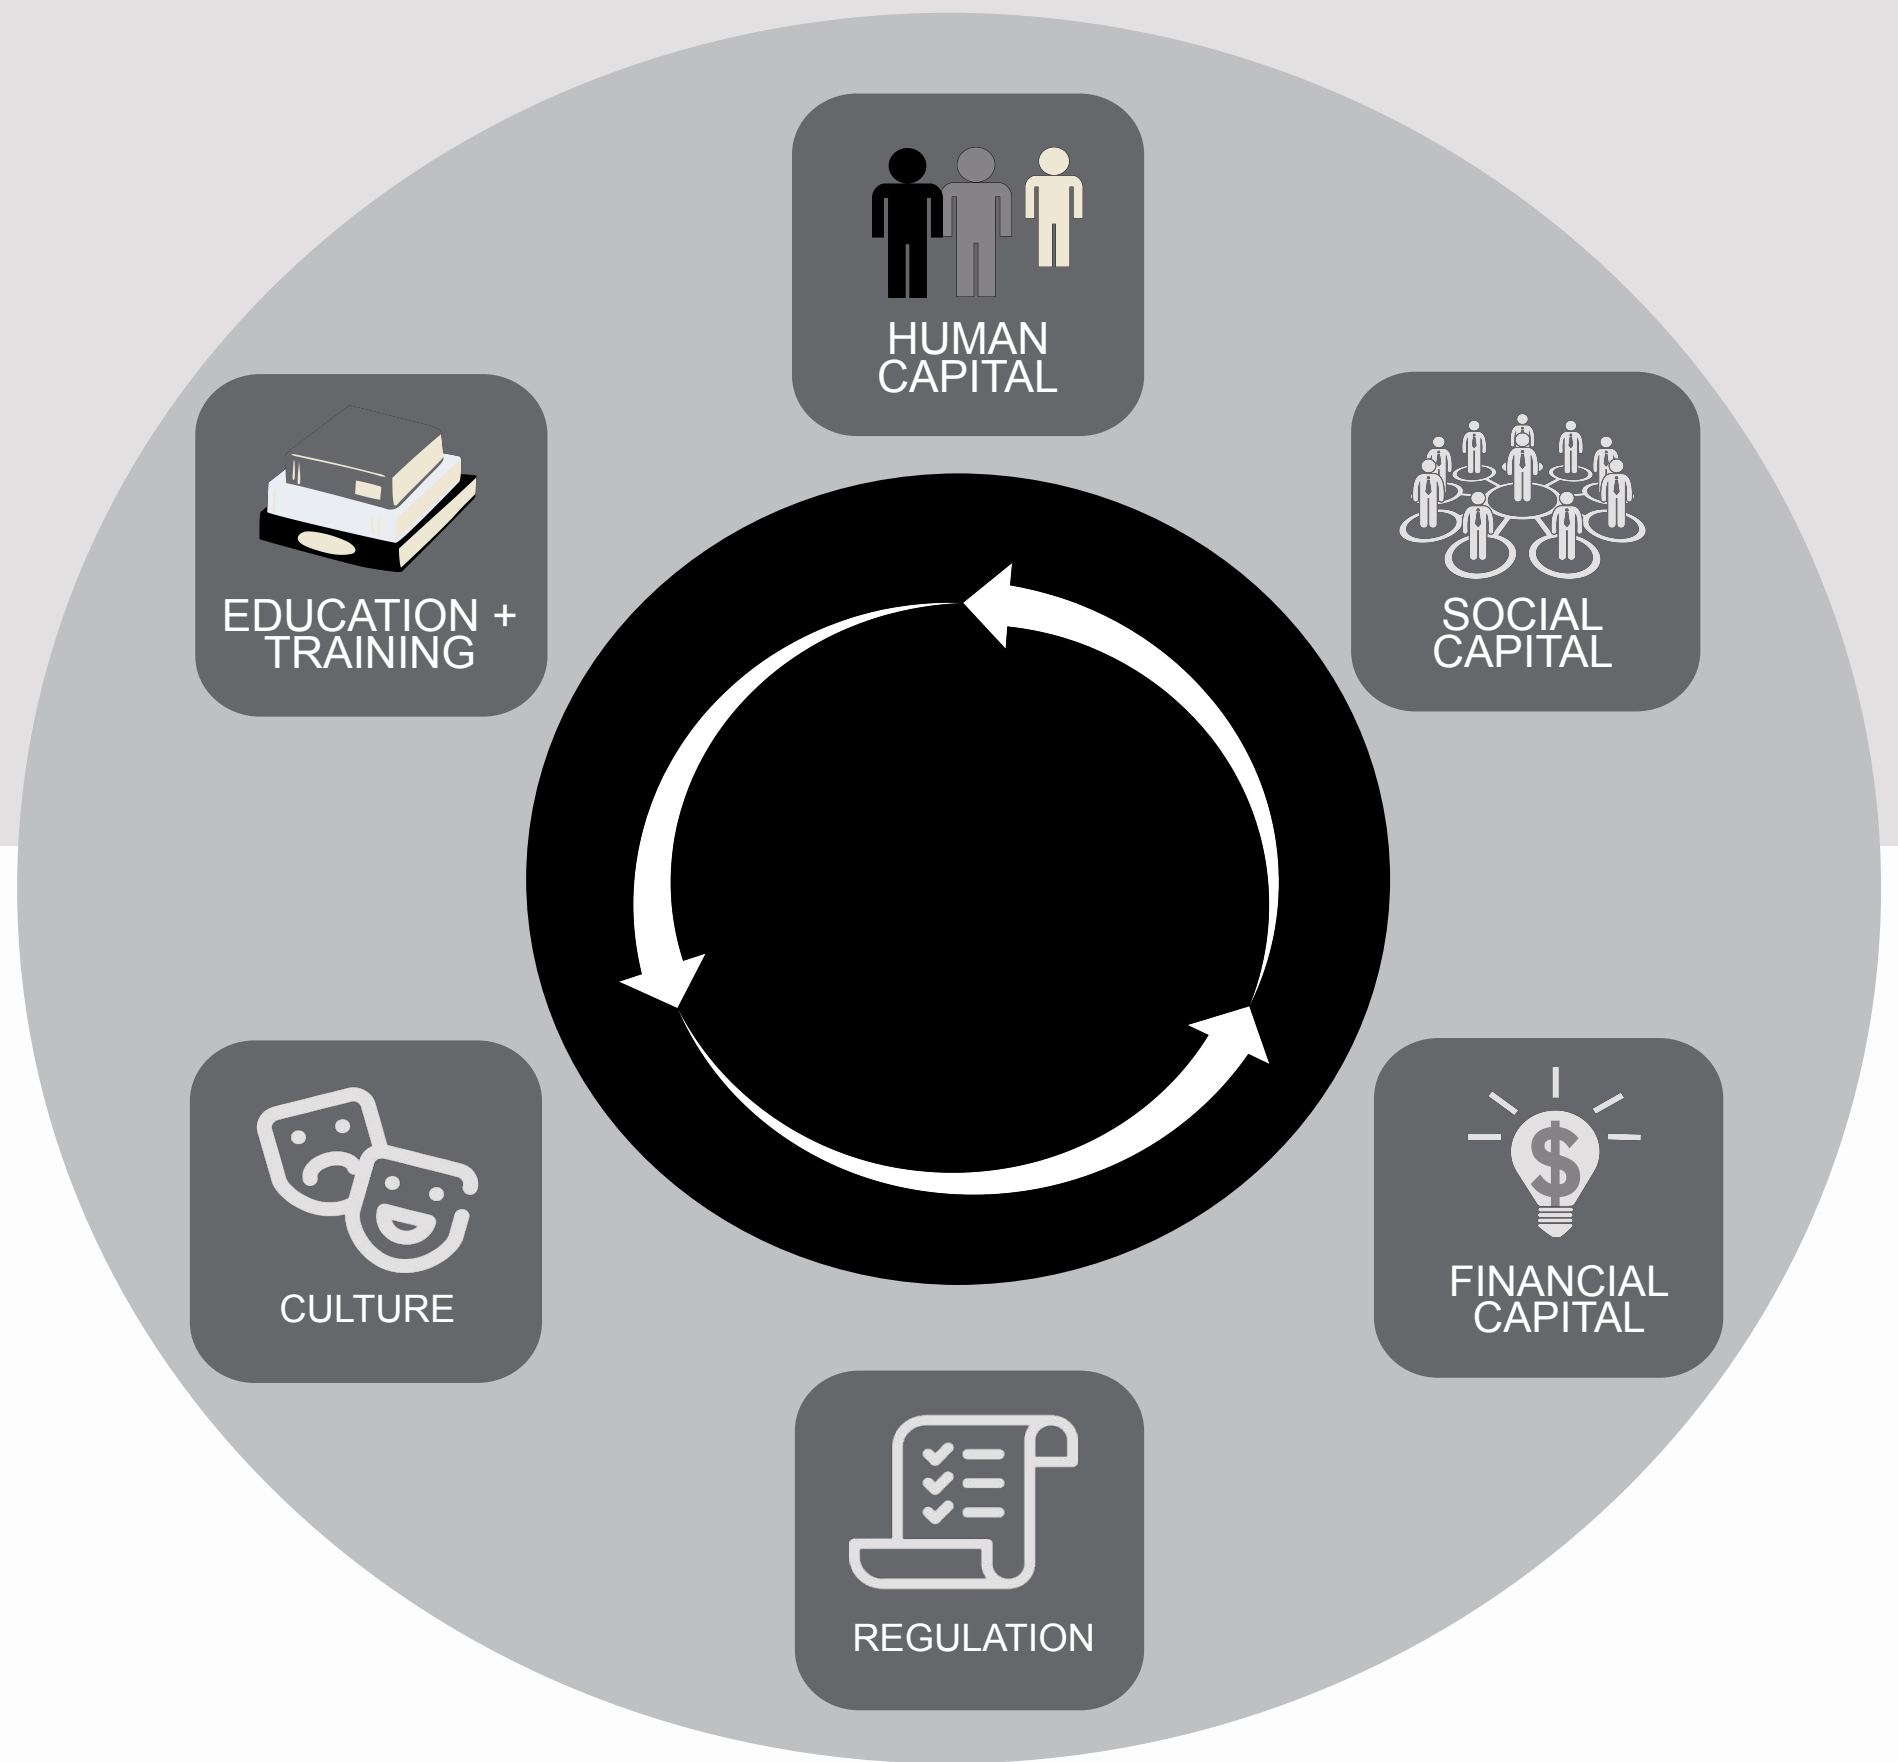 HUMAN
CAPITAL
EDUCATION +
TRAINING
SOCIAL
CAPITAL
$
CULTURE
FINANCIAL
CAPITAL
REGULATION